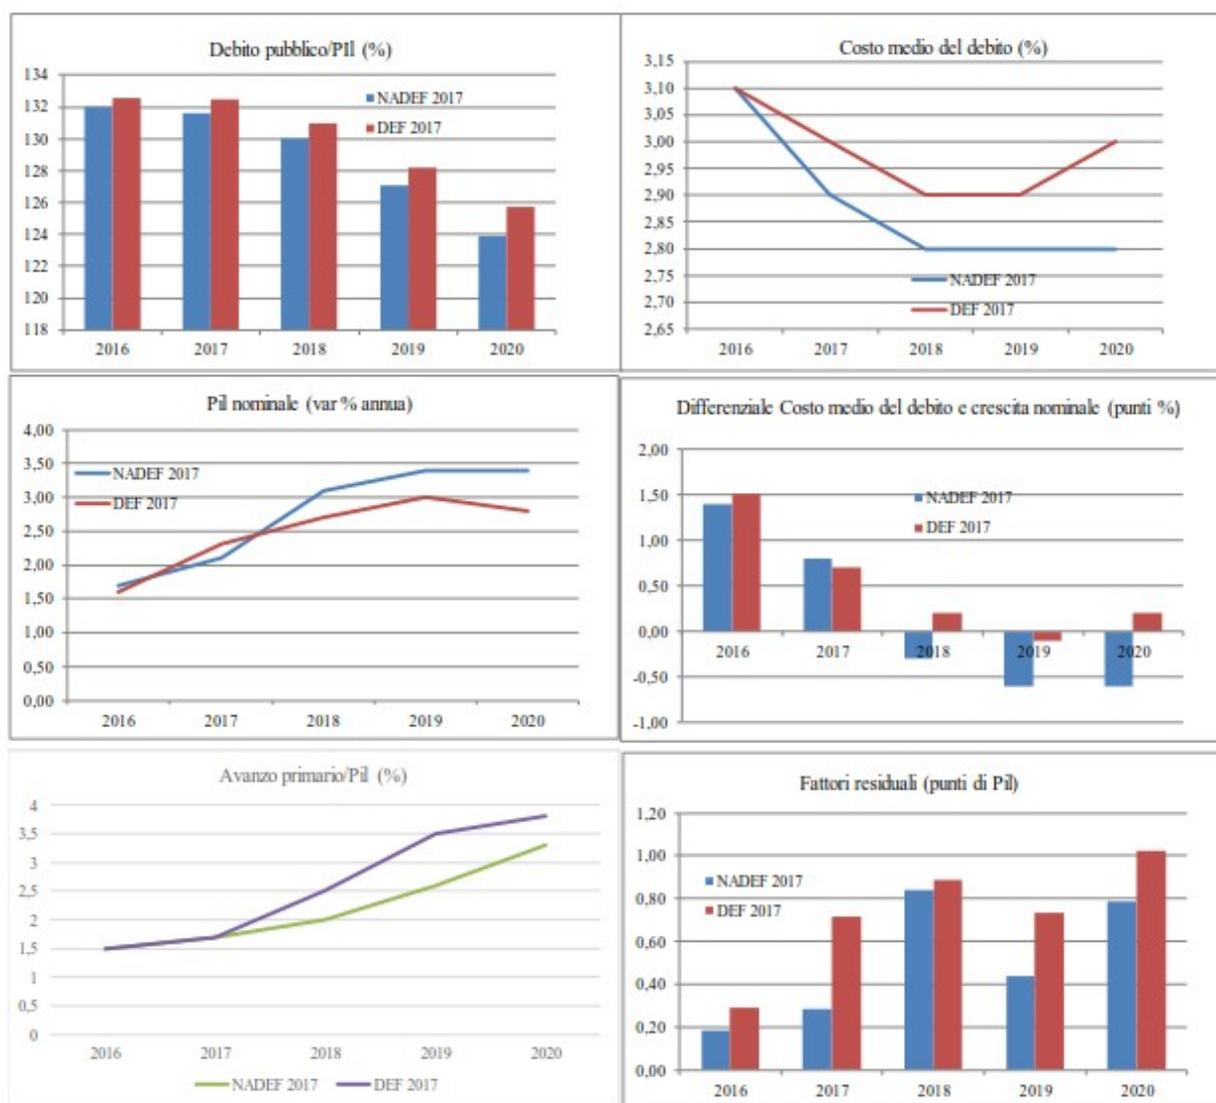 Debito pubblico/PIl (%)
134
132
130
128
126
124
122
120
118
NADEF 2017
DEF 2017
2016 2017 2018 2019 2020
Costo medio del debito (%)
3,15
3,10
3,05
3,00
2,95
2,90
2,85
2,80
2,75
2,70
2,65
NADEF 2017
DEF 2017
2016 2017 2018 2019 2020
Pil nominale (var % annua)
4,00
3,50
3,00
2,50
2,00
1,50
1,00
0,50
0,00
NADEF 2017
DEF 2017
2016 2017 2018 2019 2020
Differenziale Costo medio del debito e crescita nominale (punti %)
2,00
1,50
1,00
0,50
0,00
-0,50
-1,00
NADEF 2017
DEF 2017
2016 2017 2018 2019 2020
Avanzo primario/Pil (%)
4
3,5
3
2,5
2
1,5
1
0,5
0
2016 2017 2018 2019 2020
NADEF 2017 DEF 2017
Fattori residuali (punti di Pil)
1,20
1,00
0,80
0,60
0,40
0,20
0,00
NADEF 2017
DEF 2017
2016 2017 2018 2019 2020